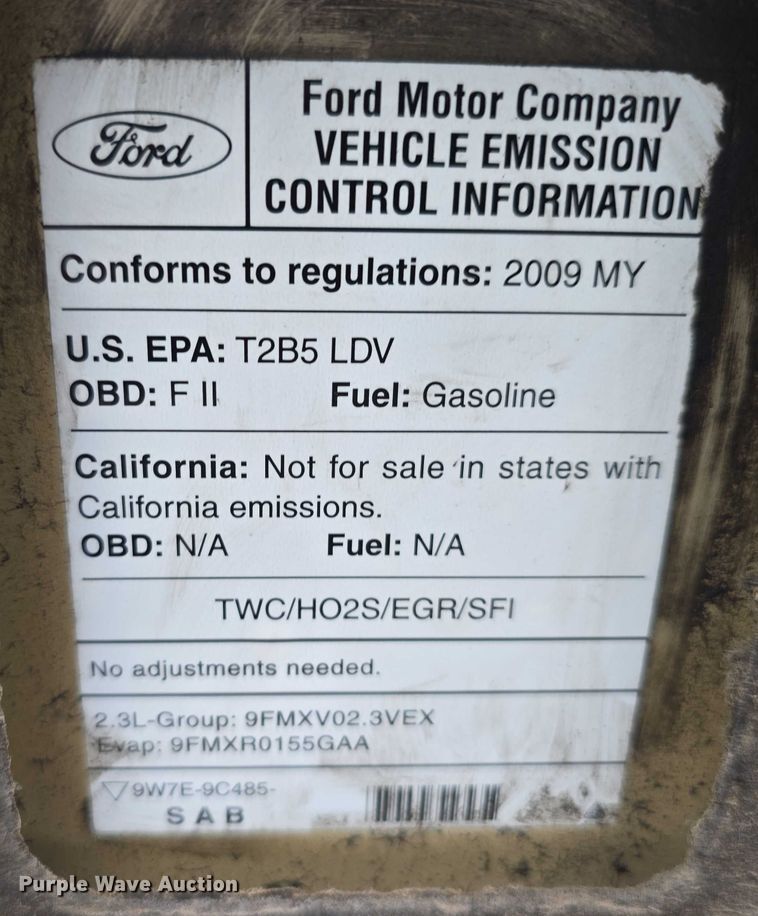 Ford
Ford Motor Company
VEHICLE EMISSION
CONTROL INFORMATION
Conforms to regulations: 2009 MY
U.S. EPA: T2B5 LDV
OBD: F II Fuel: Gasoline
California: Not for sale in states with
California emissions.
OBD: N/A Fuel: N/A
TWC/HO2S/EGR/SFI
No adjustments needed.
2.3L-Group: 9FMXV02.3VEX
Evap: 9FMXR0155GAA
9W7E-9C485-
SAB
Purple Wave Auction